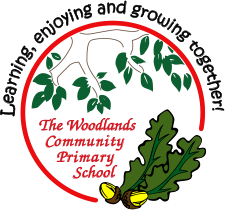 Learning, enjoying and growing together!
The Woodlands
Community
Primary
School